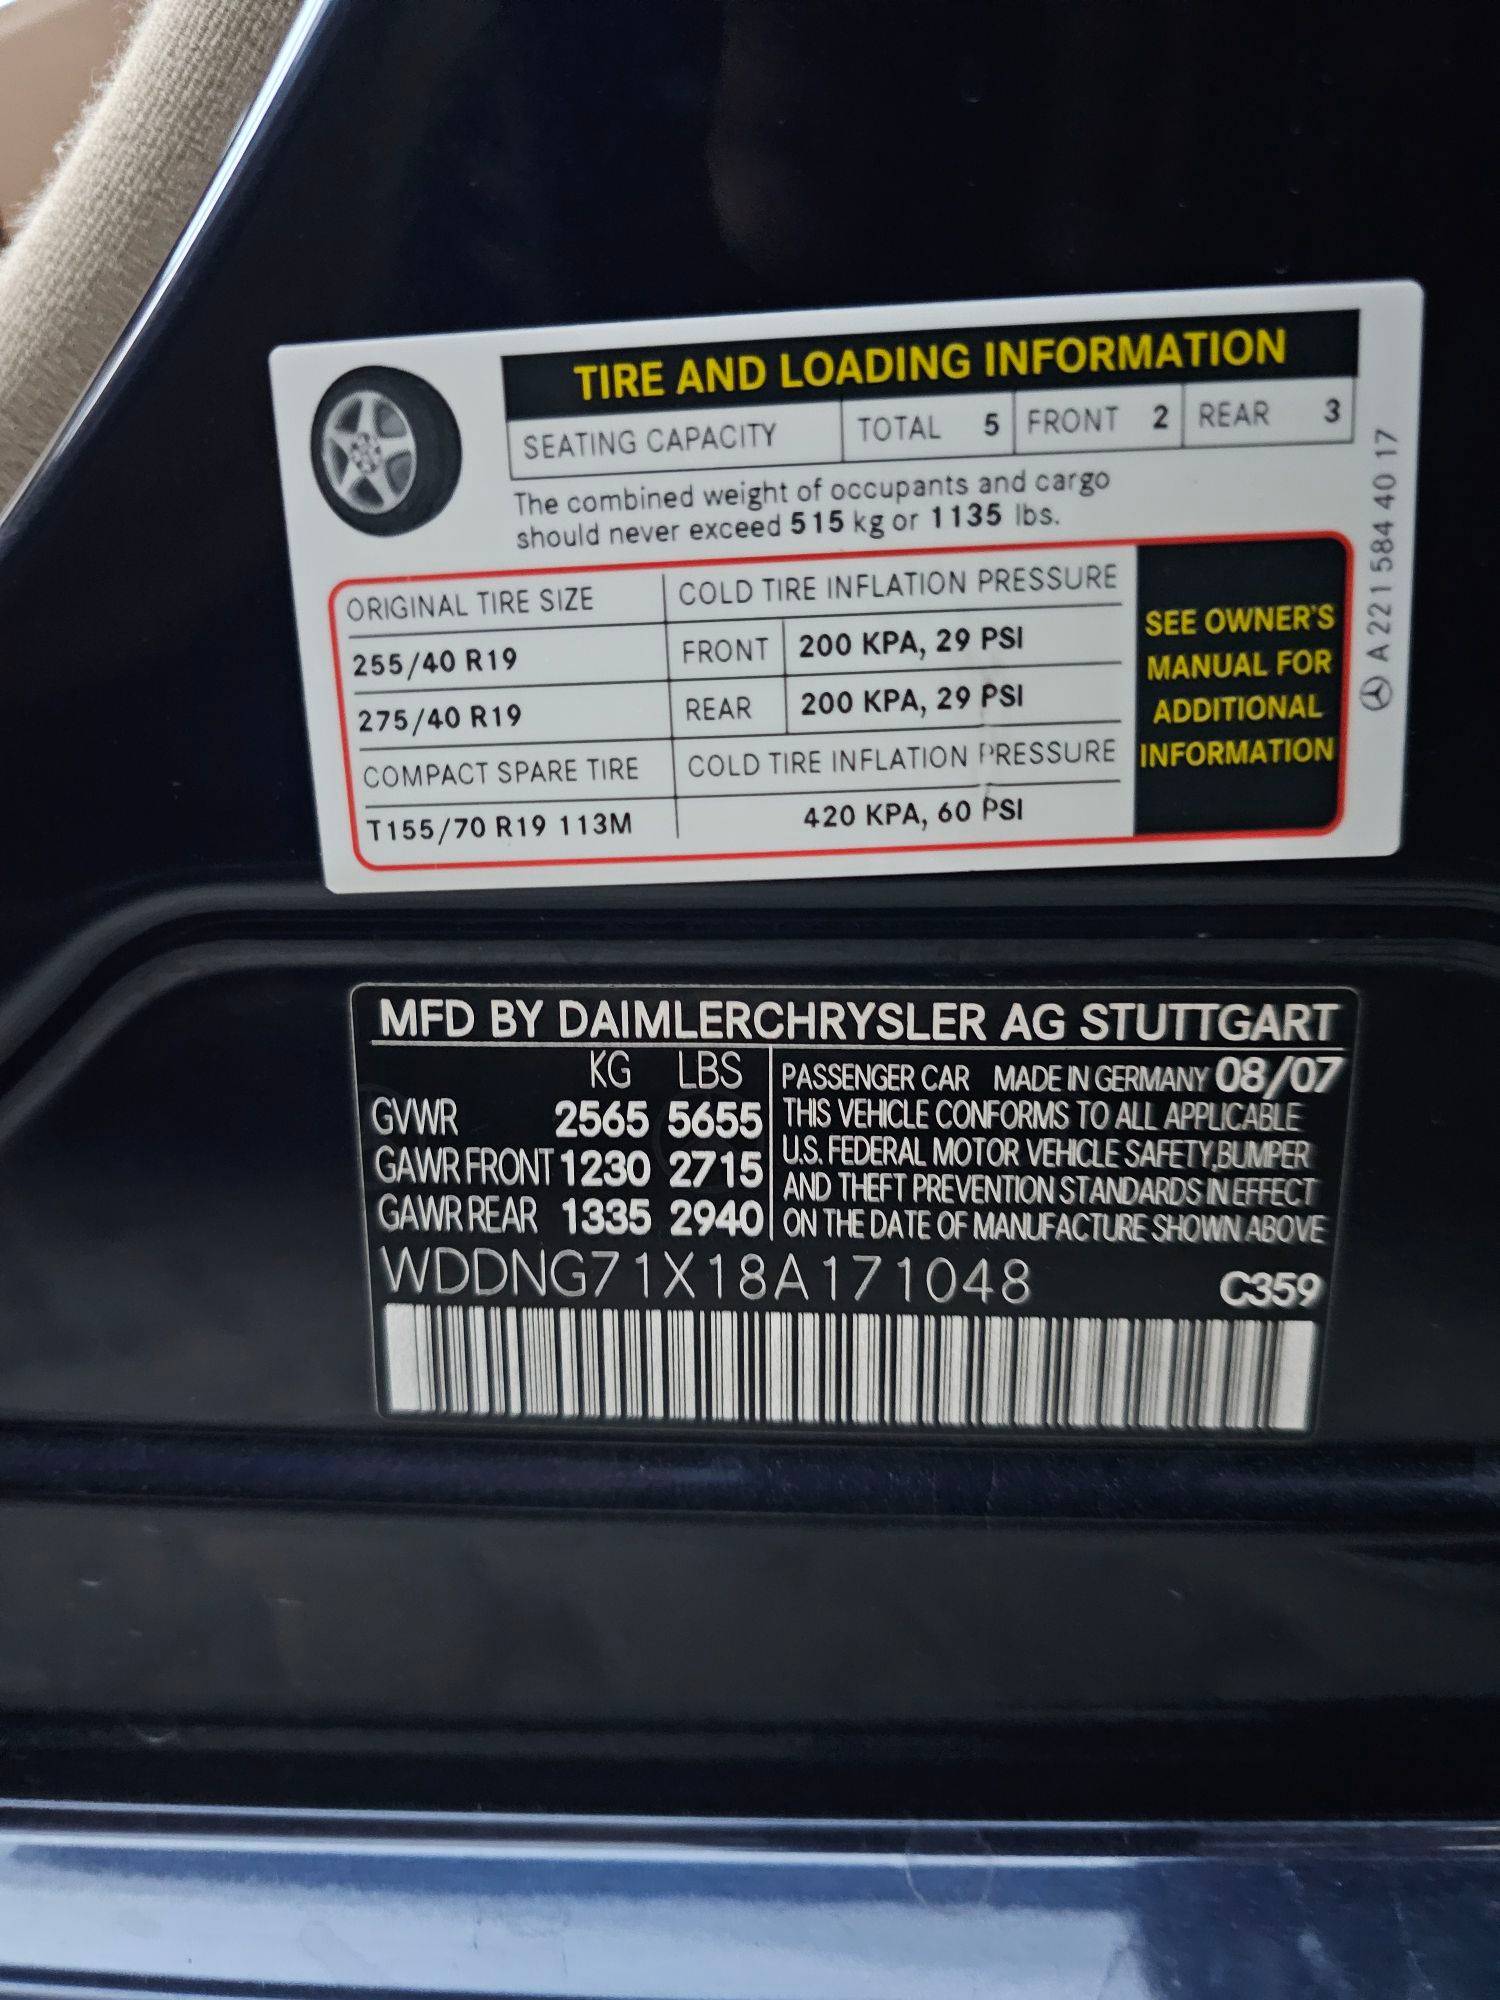 TIRE AND LOADING INFORMATION
SEATING CAPACITY TOTAL 5 FRONT 2 REAR 3
The combined weight of occupants and cargo
should never exceed 515 kg or 1135 lbs.
ORIGINAL TIRE SIZE COLD TIRE INFLATION PRESSURE
255/40 R19 FRONT 200 KPA, 29 PSI
275/40 R19 REAR 200 KPA, 29 PSI
COMPACT SPARE TIRE COLD TIRE INFLATION PRESSURE
T155/70 R19 113M 420 KPA, 60 PSI
SEE OWNER'S
MANUAL FOR
ADDITIONAL
INFORMATION
A 221 584 40 17
MFD BY DAIMLERCHRYSLER AG STUTTGART
KG LBS
GVWR 2565 5655
GAWR FRONT 1230 2715
GAWR REAR 1335 2940
PASSENGER CAR MADE IN GERMANY 08/07
THIS VEHICLE CONFORMS TO ALL APPLICABLE
U.S. FEDERAL MOTOR VEHICLE SAFETY,BUMPER
AND THEFT PREVENTION STANDARDS IN EFFECT
ON THE DATE OF MANUFACTURE SHOWN ABOVE
WDDNG71X18A171048 C359